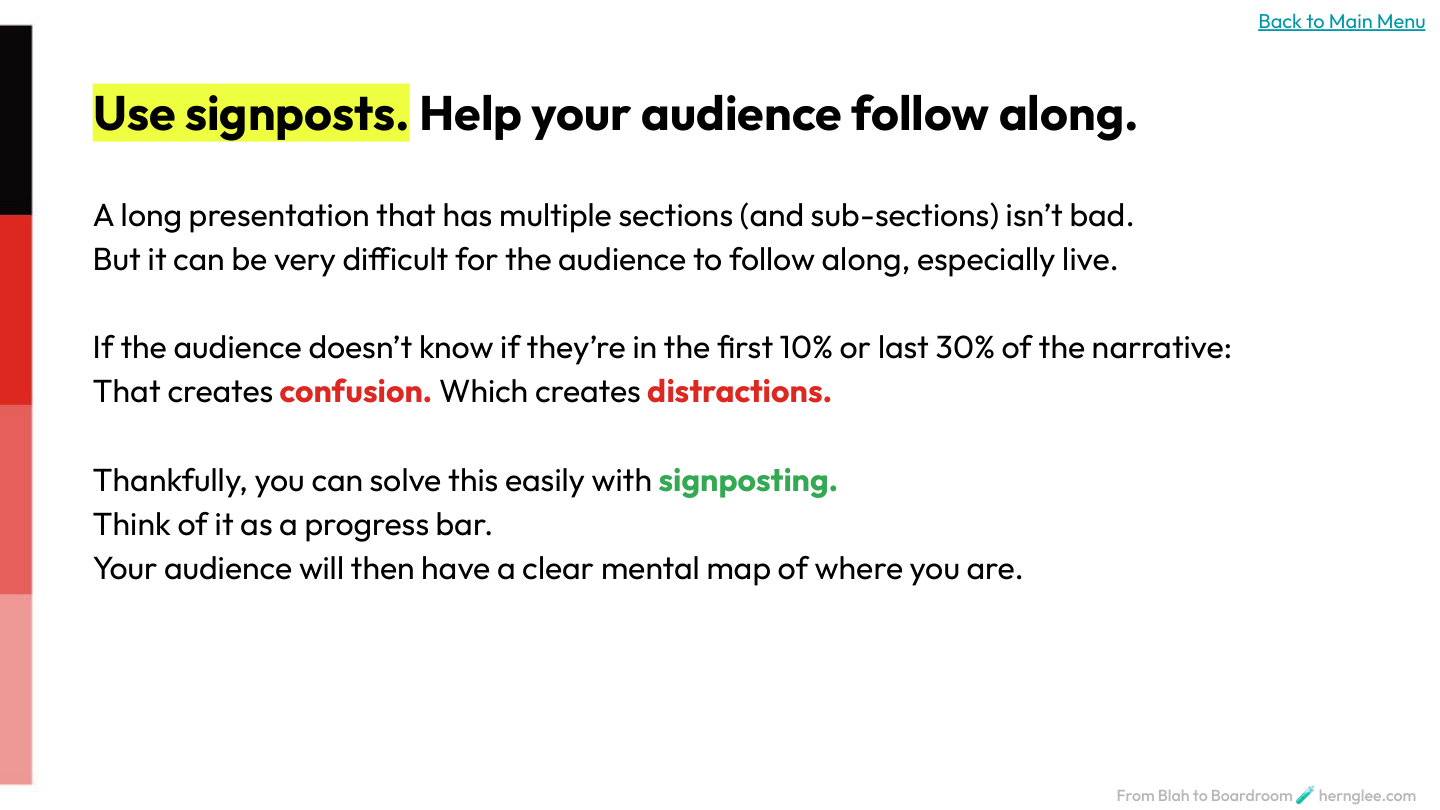 Back to Main Menu
Use signposts. Help your audience follow along.
A long presentation that has multiple sections (and sub-sections) isn’t bad.
But it can be very difficult for the audience to follow along, especially live.
If the audience doesn’t know if they’re in the first 10% or last 30% of the narrative:
That creates confusion. Which creates distractions.
Thankfully, you can solve this easily with signposting.
Think of it as a progress bar.
Your audience will then have a clear mental map of where you are.
From Blah to Boardroom 🧪 hernglee.com